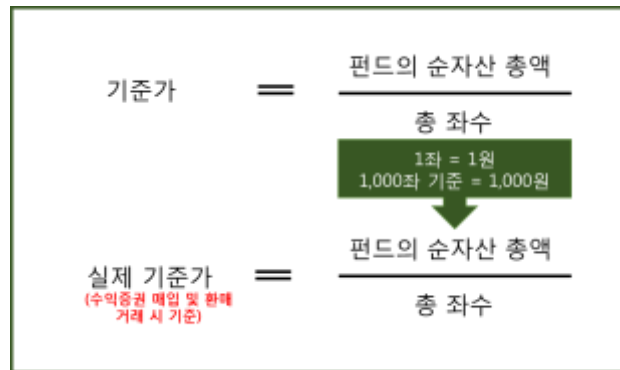 기준가
=
펀드의 순자산 총액
총 좌수
1좌 = 1원
1,000좌 기준 = 1,000원
실제 기준가
(수익증권 매입 및 환매
거래 시 기준)
=
펀드의 순자산 총액
총 좌수